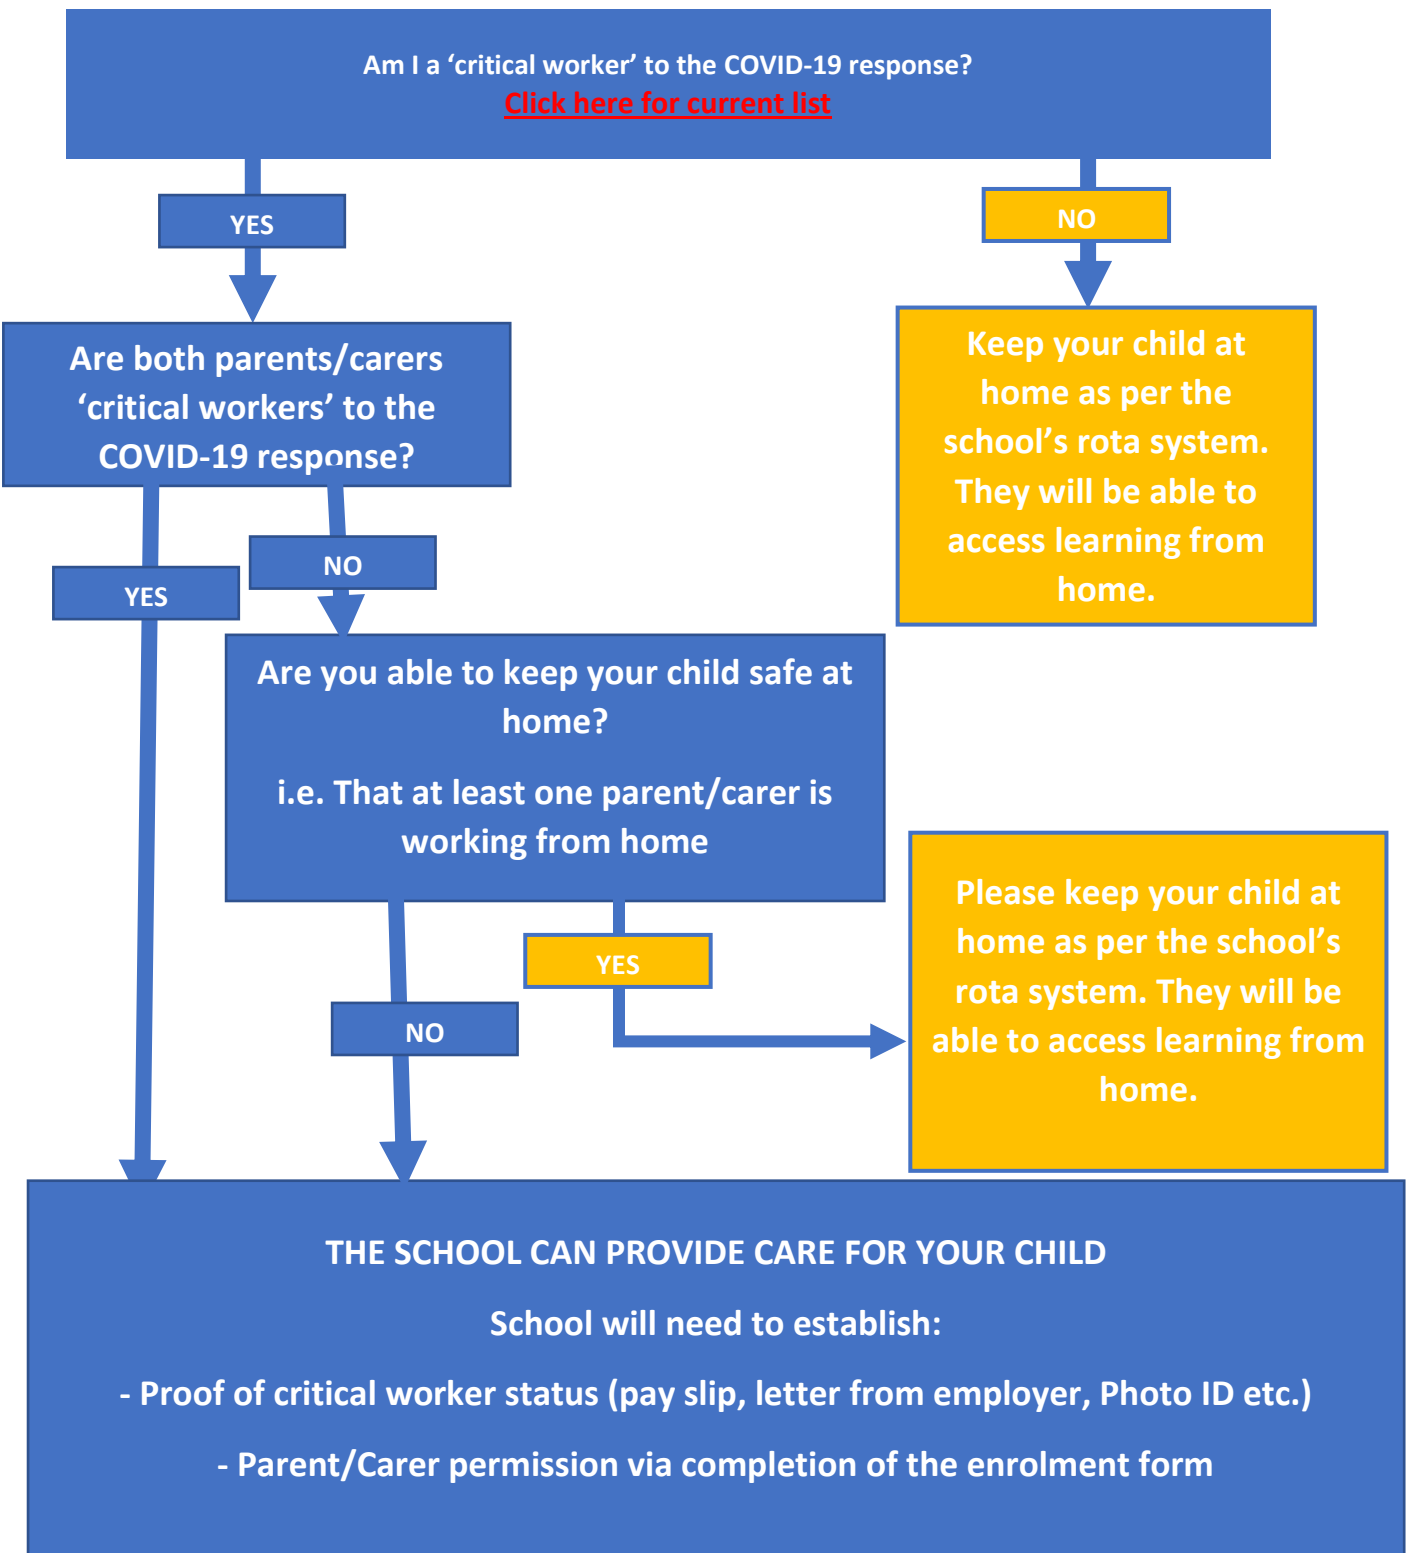 Am I a ‘critical worker’ to the COVID-19 response?
Click here for current list
YES
NO
Are both parents/carers
‘critical workers’ to the
COVID-19 response?
Keep your child at
home as per the
school’s rota system.
They will be able to
access learning from
home.
NO
YES
Are you able to keep your child safe at
home?
i.e. That at least one parent/carer is
working from home
Please keep your child at
home as per the school’s
rota system. They will be
able to access learning from
home.
YES
NO
THE SCHOOL CAN PROVIDE CARE FOR YOUR CHILD
School will need to establish:
- Proof of critical worker status (pay slip, letter from employer, Photo ID etc.)
- Parent/Carer permission via completion of the enrolment form